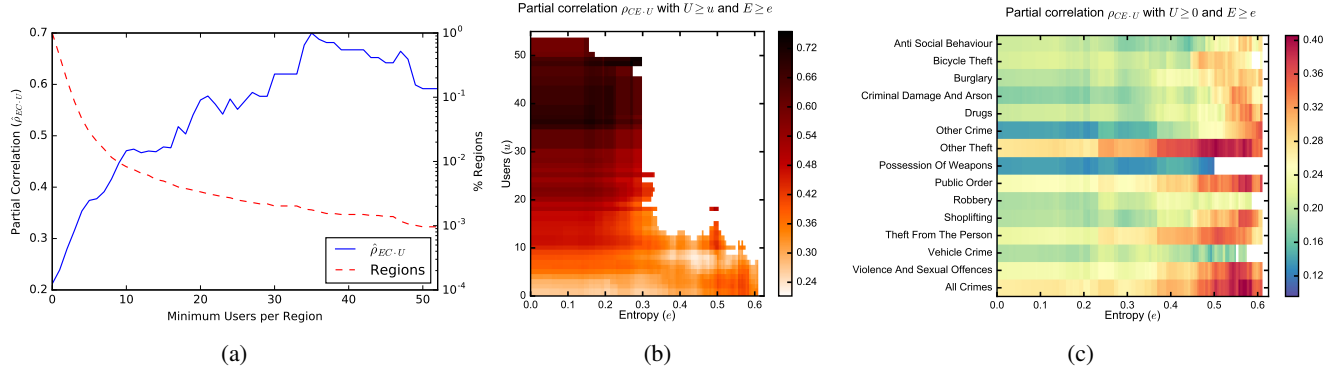 0.7
0.6
0.5
0.4
0.3
0.2
Partial Correlation (ρ̂_{EC·U})
0 10 20 30 40 50
Minimum Users per Region
10^0
10^-1
10^-2
10^-3
10^-4
% Regions
ρ̂_{EC·U}
Regions
(a)
Partial correlation ρ_{CE·U} with U ≥ u and E ≥ e
50
40
30
20
10
0
Users (u)
0.0 0.1 0.2 0.3 0.4 0.5 0.6
Entropy (e)
0.72
0.66
0.60
0.54
0.48
0.42
0.36
0.30
0.24
(b)
Partial correlation ρ_{CE·U} with U ≥ 0 and E ≥ e
Anti Social Behaviour
Bicycle Theft
Burglary
Criminal Damage And Arson
Drugs
Other Crime
Other Theft
Possession Of Weapons
Public Order
Robbery
Shoplifting
Theft From The Person
Vehicle Crime
Violence And Sexual Offences
All Crimes
0.0 0.1 0.2 0.3 0.4 0.5 0.6
Entropy (e)
0.40
0.36
0.32
0.28
0.24
0.20
0.16
0.12
(c)